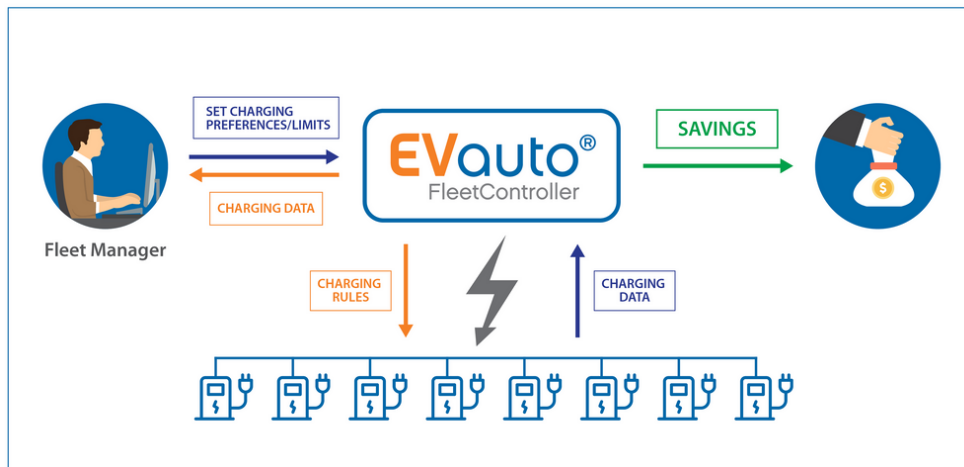 SET CHARGING
PREFERENCES/LIMITS
CHARGING DATA
Fleet Manager
EVauto®
FleetController
SAVINGS
$
CHARGING
RULES
CHARGING
DATA